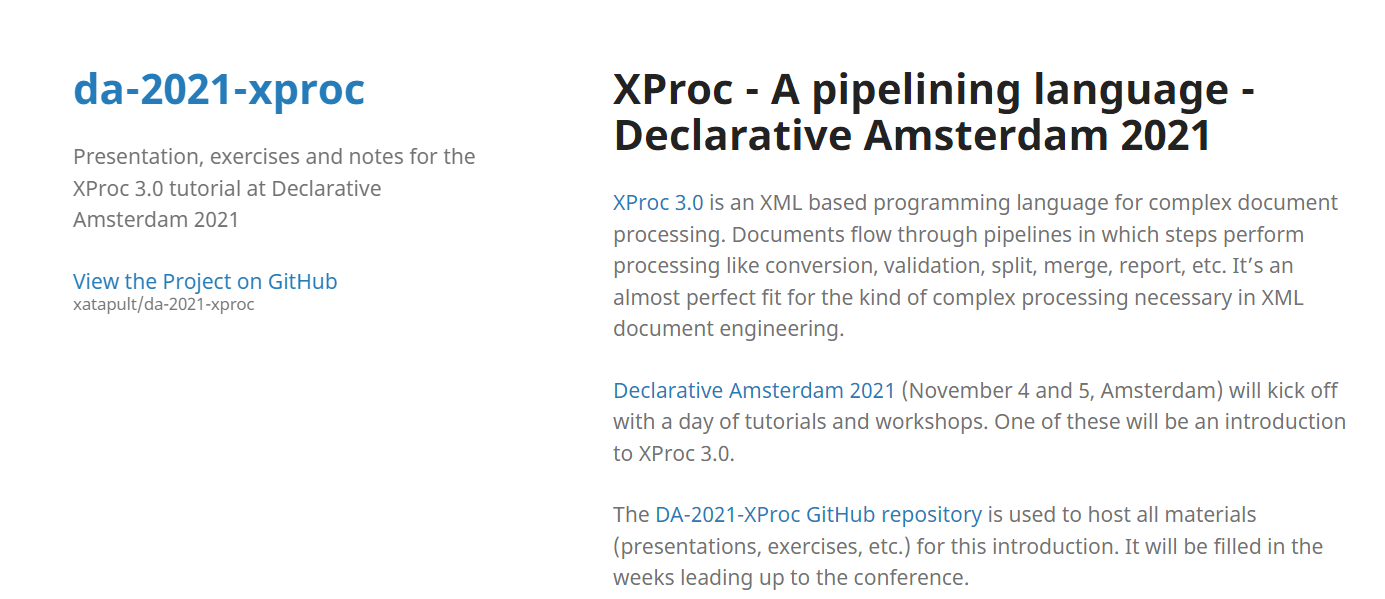 da-2021-xproc
Presentation, exercises and notes for the
XProc 3.0 tutorial at Declarative
Amsterdam 2021
View the Project on GitHub
xatapult/da-2021-xproc
XProc - A pipelining language -
Declarative Amsterdam 2021
XProc 3.0 is an XML based programming language for complex document
processing. Documents flow through pipelines in which steps perform
processing like conversion, validation, split, merge, report, etc. It’s an
almost perfect fit for the kind of complex processing necessary in XML
document engineering.
Declarative Amsterdam 2021 (November 4 and 5, Amsterdam) will kick off
with a day of tutorials and workshops. One of these will be an introduction
to XProc 3.0.
The DA-2021-XProc GitHub repository is used to host all materials
(presentations, exercises, etc.) for this introduction. It will be filled in the
weeks leading up to the conference.